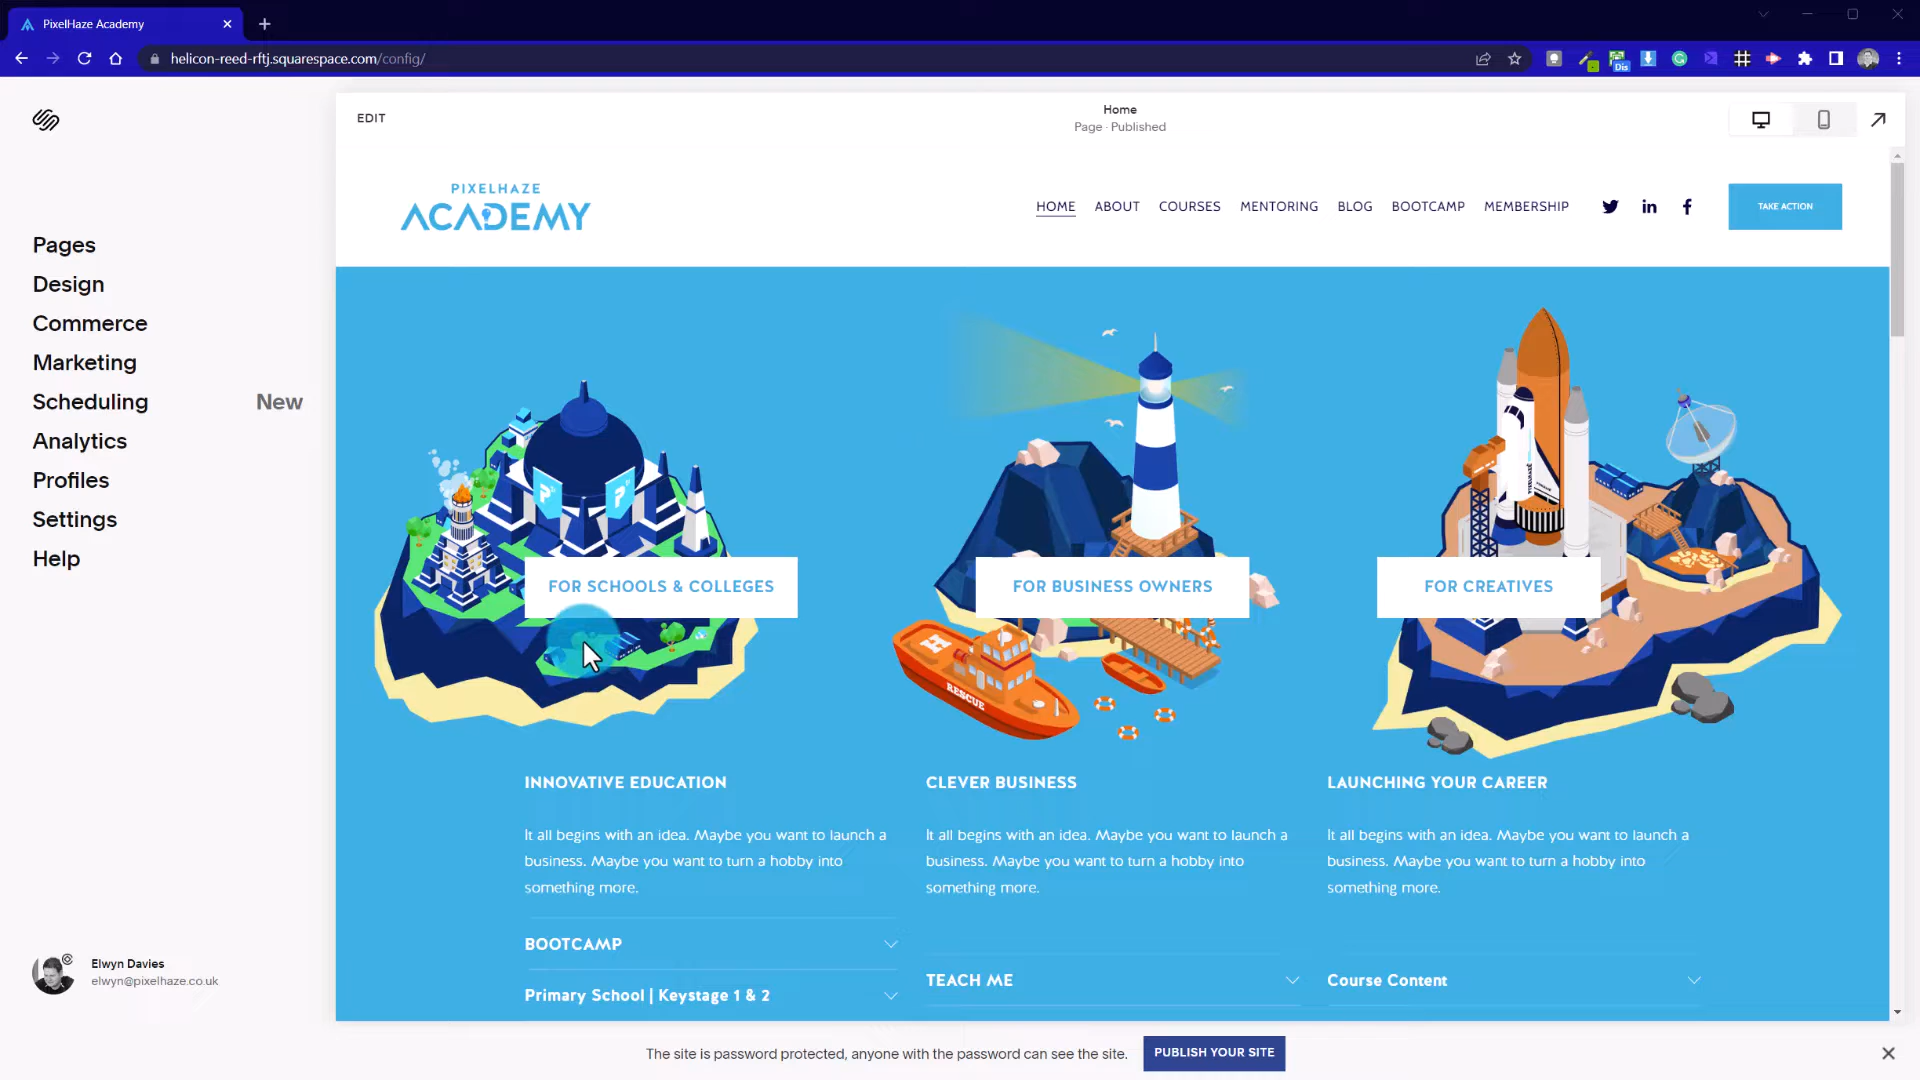 PixelHaze Academy
helicon-reed-rftj.squarespace.com/config/
Dis
EDIT
Home
Page · Published
Pages
Design
Commerce
Marketing
Scheduling New
Analytics
Profiles
Settings
Help
PIXELHAZE
ACADEMY
HOME ABOUT COURSES MENTORING BLOG BOOTCAMP MEMBERSHIP
TAKE ACTION
FOR SCHOOLS & COLLEGES
FOR BUSINESS OWNERS
FOR CREATIVES
RESCUE
H
INNOVATIVE EDUCATION
It all begins with an idea. Maybe you want to launch a
business. Maybe you want to turn a hobby into
something more.
BOOTCAMP
Primary School | Keystage 1 & 2
CLEVER BUSINESS
It all begins with an idea. Maybe you want to launch a
business. Maybe you want to turn a hobby into
something more.
TEACH ME
LAUNCHING YOUR CAREER
It all begins with an idea. Maybe you want to launch a
business. Maybe you want to turn a hobby into
something more.
Course Content
Elwyn Davies
elwyn@pixelhaze.co.uk
The site is password protected, anyone with the password can see the site.
PUBLISH YOUR SITE